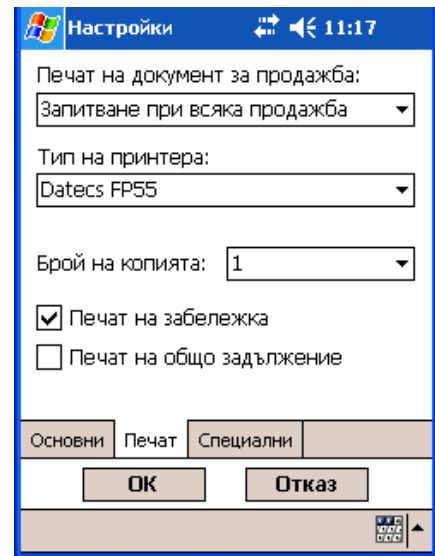 Настройки 11:17
Печат на документ за продажба:
Запитване при всяка продажба
Тип на принтера:
Datecs FP55
Брой на копията: 1
Печат на забележка
Печат на общо задължение
Основни Печат Специални
OK Отказ